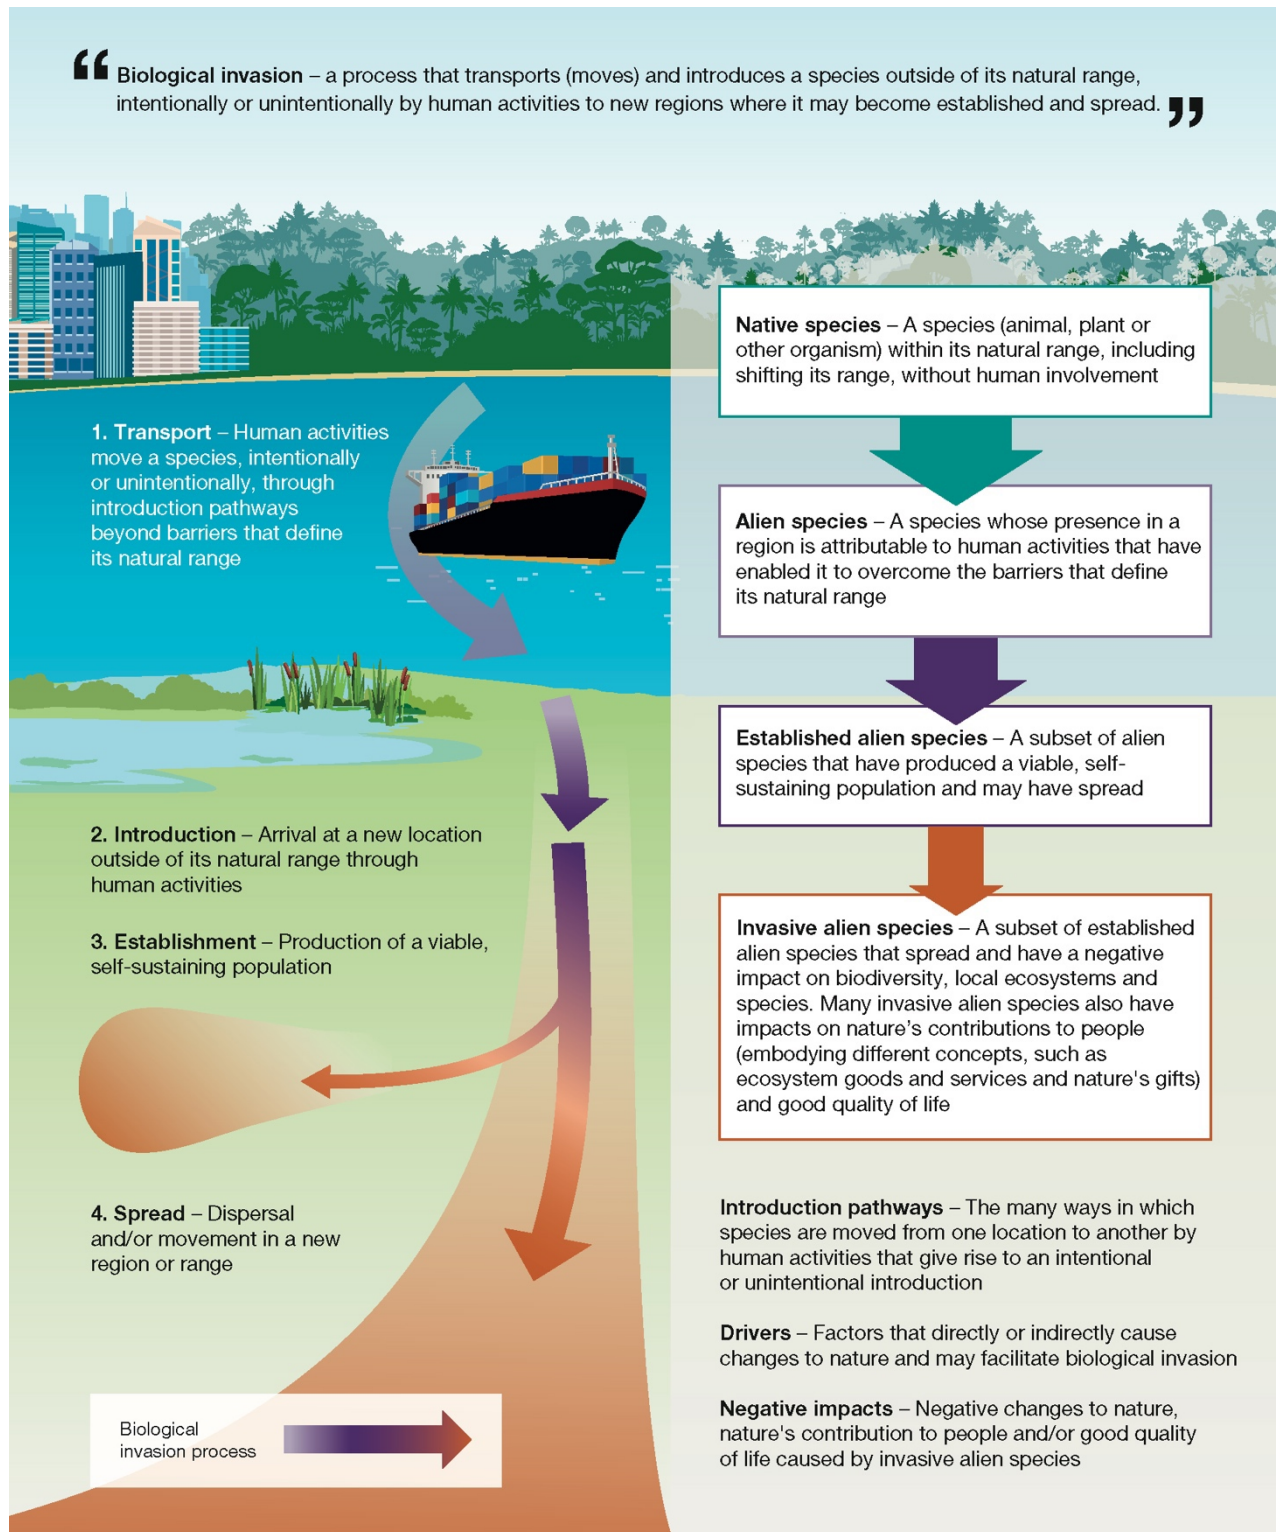 “ Biological invasion – a process that transports (moves) and introduces a species outside of its natural range,
intentionally or unintentionally by human activities to new regions where it may become established and spread. ”
1. Transport – Human activities
move a species, intentionally
or unintentionally, through
introduction pathways
beyond barriers that define
its natural range
2. Introduction – Arrival at a new location
outside of its natural range through
human activities
3. Establishment – Production of a viable,
self-sustaining population
4. Spread – Dispersal
and/or movement in a new
region or range
Biological
invasion process
Native species – A species (animal, plant or
other organism) within its natural range, including
shifting its range, without human involvement
Alien species – A species whose presence in a
region is attributable to human activities that have
enabled it to overcome the barriers that define
its natural range
Established alien species – A subset of alien
species that have produced a viable, self-
sustaining population and may have spread
Invasive alien species – A subset of established
alien species that spread and have a negative
impact on biodiversity, local ecosystems and
species. Many invasive alien species also have
impacts on nature’s contributions to people
(embodying different concepts, such as
ecosystem goods and services and nature's gifts)
and good quality of life
Introduction pathways – The many ways in which
species are moved from one location to another by
human activities that give rise to an intentional
or unintentional introduction
Drivers – Factors that directly or indirectly cause
changes to nature and may facilitate biological invasion
Negative impacts – Negative changes to nature,
nature's contribution to people and/or good quality
of life caused by invasive alien species